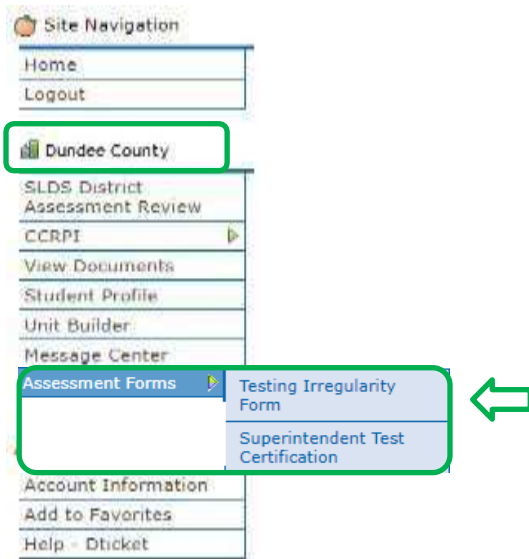 Site Navigation
Home
Logout
Dundee County
SLDS District
Assessment Review
CCRPI
View Documents
Student Profile
Unit Builder
Message Center
Assessment Forms
Testing Irregularity
Form
Superintendent Test
Certification
Account Information
Add to Favorites
Help - Dticket